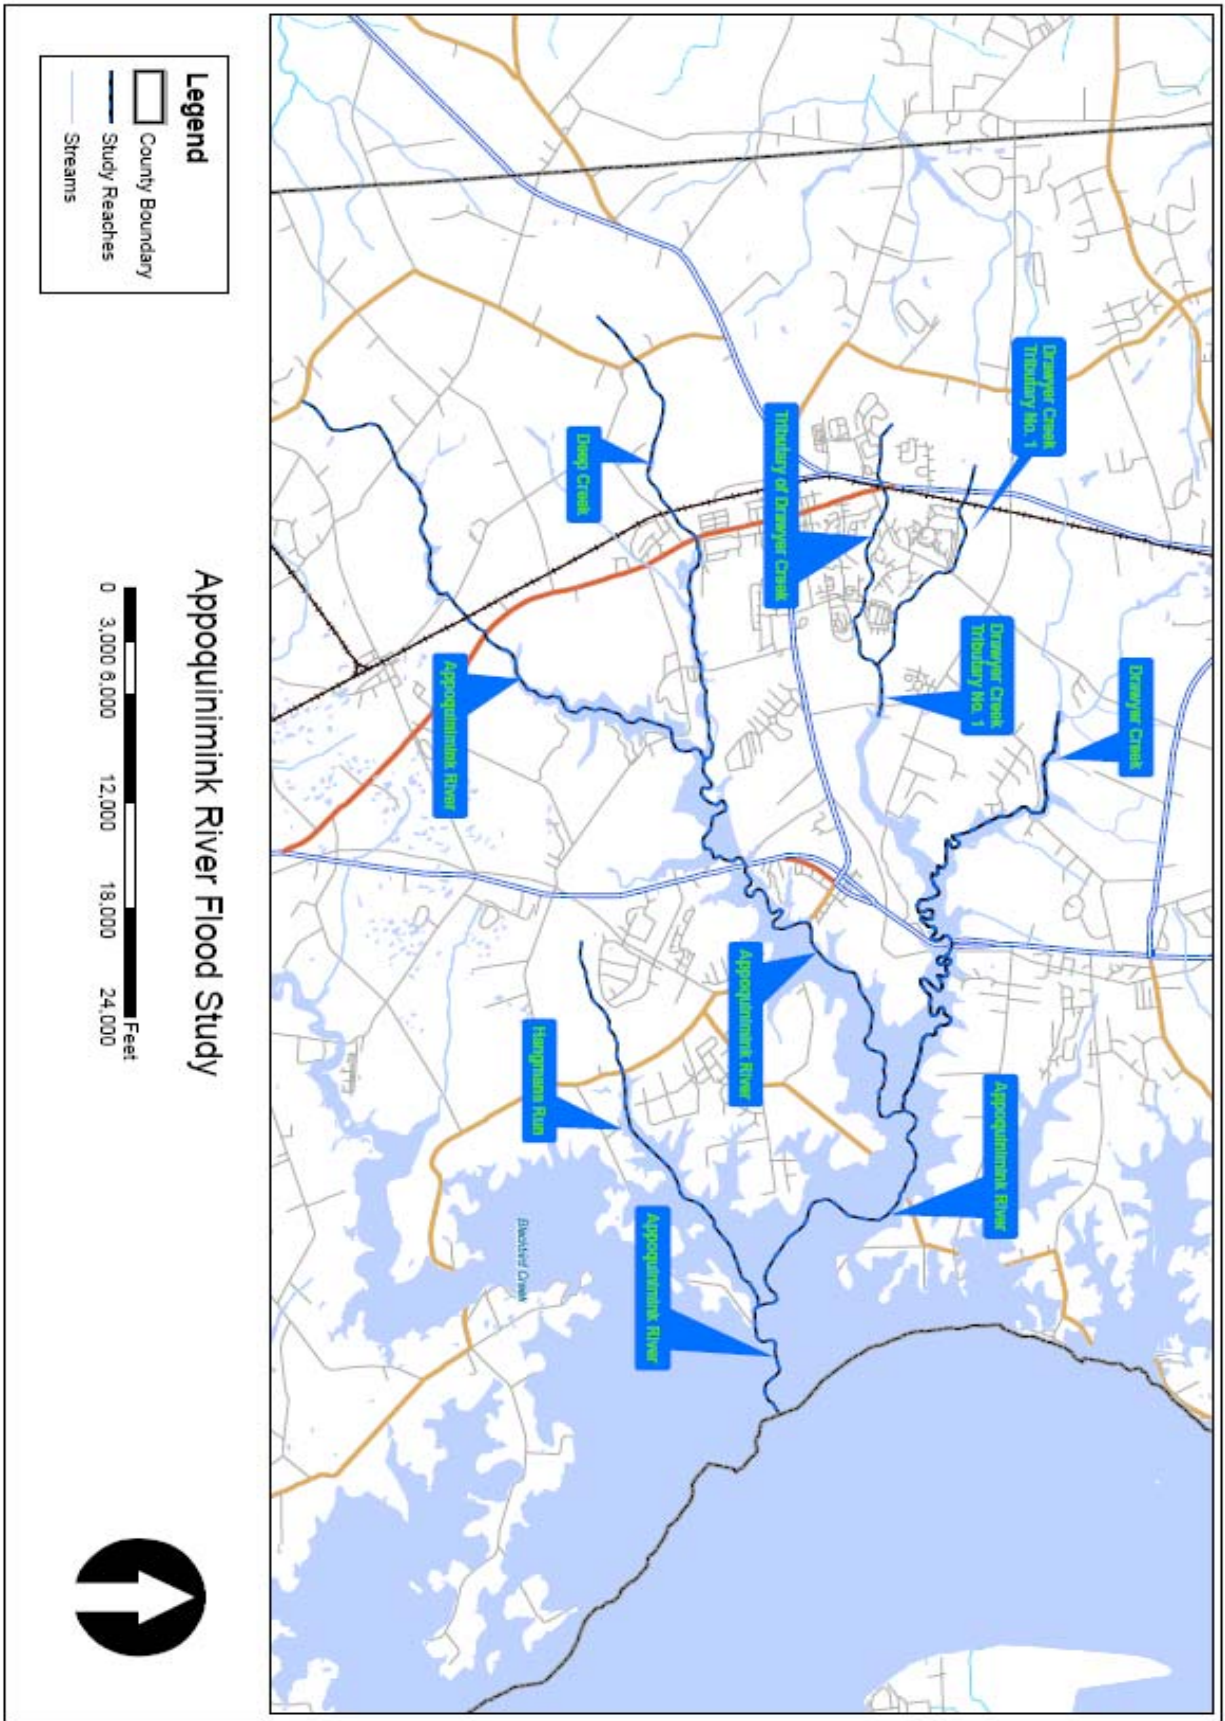 Drawyer Creek
Tributary No. 1
Tributary of Drawyer Creek
Drawyer Creek
Tributary No. 1
Drawyer Creek
Deep Creek
Appoquinimink River
Appoquinimink River
Appoquinimink River
Hangmans Run
Appoquinimink River
Blackbird Creek
Legend
County Boundary
Study Reaches
Streams
Appoquinimink River Flood Study
0 3,000 6,000 12,000 18,000 24,000
Feet